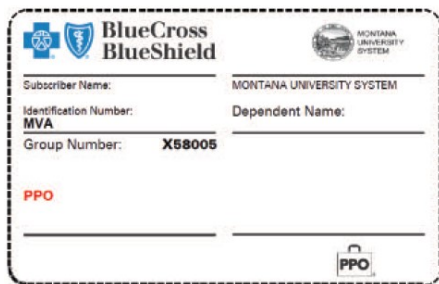 BlueCross
BlueShield
MONTANA
UNIVERSITY
SYSTEM
Subscriber Name:
MONTANA UNIVERSITY SYSTEM
Identification Number:
MVA
Dependent Name:
Group Number: X58005
PPO
PPO